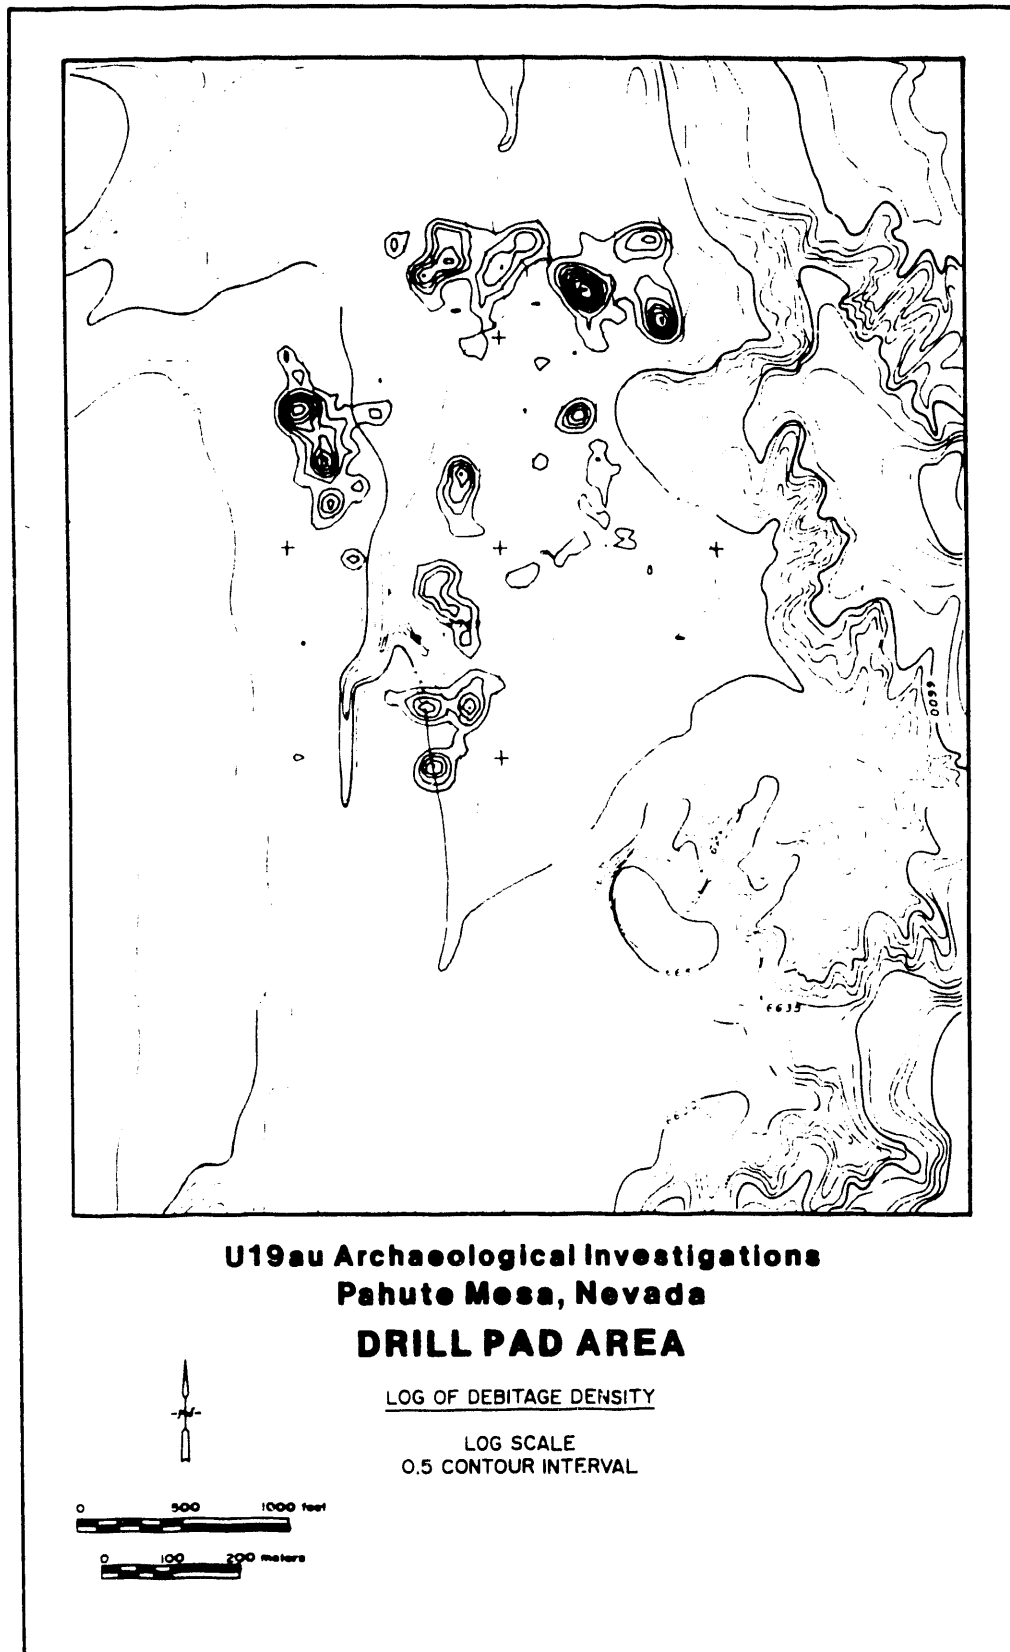 6600
6635
U19au Archaeological Investigations
Pahute Mesa, Nevada
DRILL PAD AREA
LOG OF DEBITAGE DENSITY
LOG SCALE
0.5 CONTOUR INTERVAL
0 500 1000 feet
0 100 200 meters